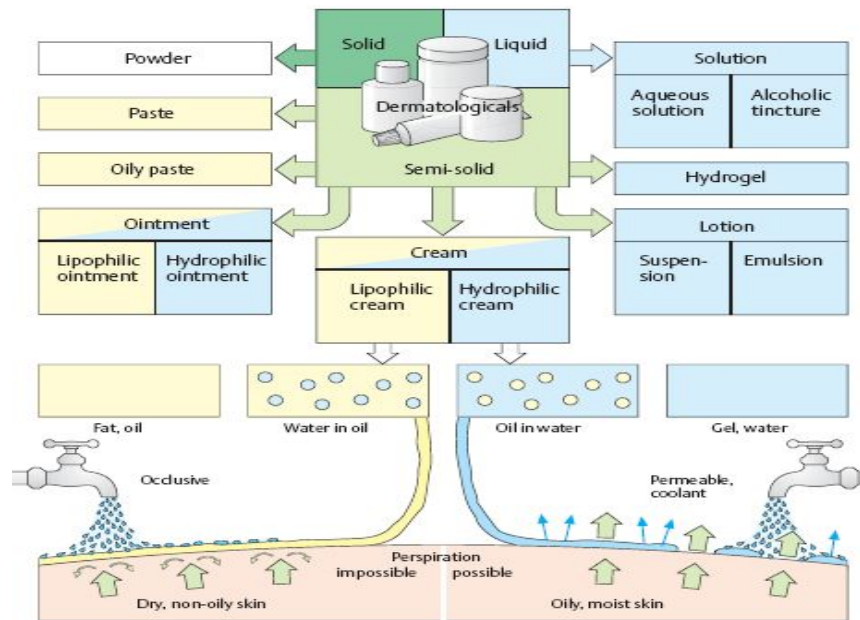 Solid
Liquid
Powder
Solution
Dermatologicals
Aqueous
solution
Alcoholic
tincture
Paste
Oily paste
Semi-solid
Hydrogel
Ointment
Lotion
Lipophilic
ointment
Hydrophilic
ointment
Cream
Suspen-
sion
Emulsion
Lipophilic
cream
Hydrophilic
cream
Fat, oil
Water in oil
Oil in water
Gel, water
Occlusive
Permeable,
coolant
Perspiration
impossible
possible
Dry, non-oily skin
Oily, moist skin